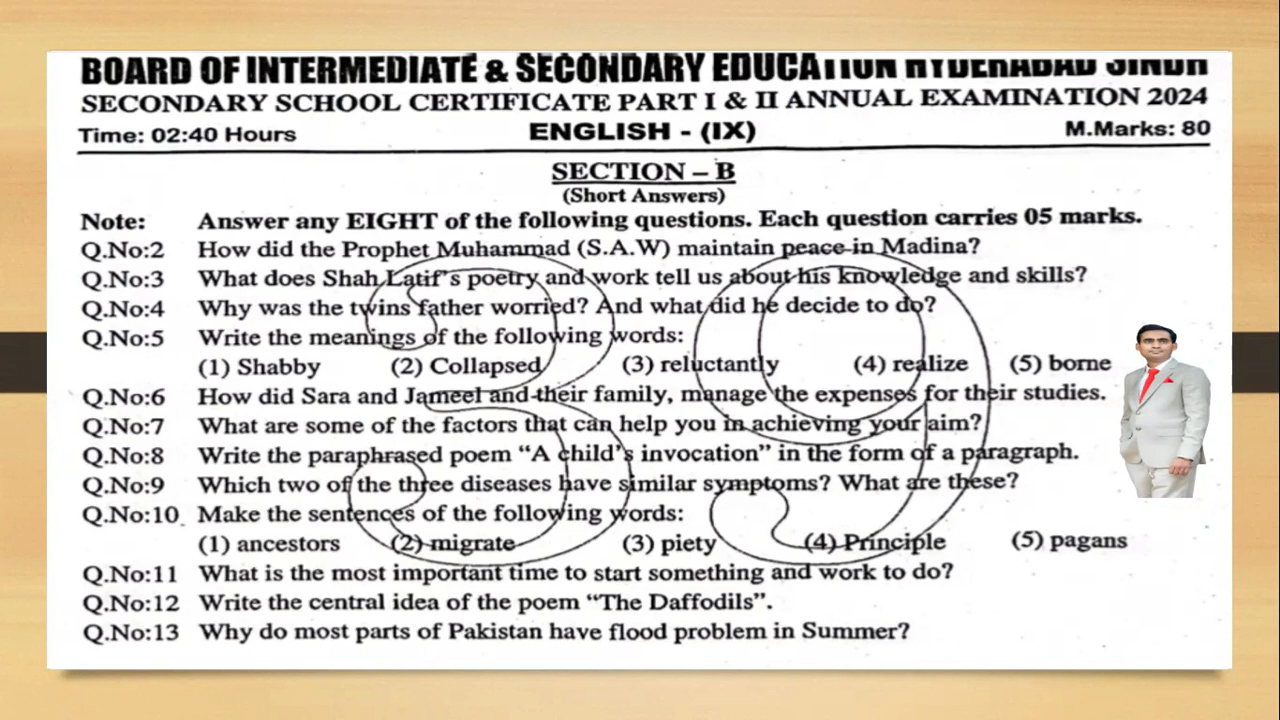 BOARD OF INTERMEDIATE & SECONDARY EDUCATION HYDERABAD SINDH
SECONDARY SCHOOL CERTIFICATE PART I & II ANNUAL EXAMINATION 2024
Time: 02:40 Hours ENGLISH - (IX) M.Marks: 80
SECTION – B
(Short Answers)
Note: Answer any EIGHT of the following questions. Each question carries 05 marks.
Q.No:2 How did the Prophet Muhammad (S.A.W) maintain peace in Madina?
Q.No:3 What does Shah Latif's poetry and work tell us about his knowledge and skills?
Q.No:4 Why was the twins father worried? And what did he decide to do?
Q.No:5 Write the meanings of the following words:
(1) Shabby (2) Collapsed (3) reluctantly (4) realize (5) borne
Q.No:6 How did Sara and Jameel and their family, manage the expenses for their studies.
Q.No:7 What are some of the factors that can help you in achieving your aim?
Q.No:8 Write the paraphrased poem “A child's invocation” in the form of a paragraph.
Q.No:9 Which two of the three diseases have similar symptoms? What are these?
Q.No:10 Make the sentences of the following words:
(1) ancestors (2) migrate (3) piety (4) Principle (5) pagans
Q.No:11 What is the most important time to start something and work to do?
Q.No:12 Write the central idea of the poem “The Daffodils”.
Q.No:13 Why do most parts of Pakistan have flood problem in Summer?
39